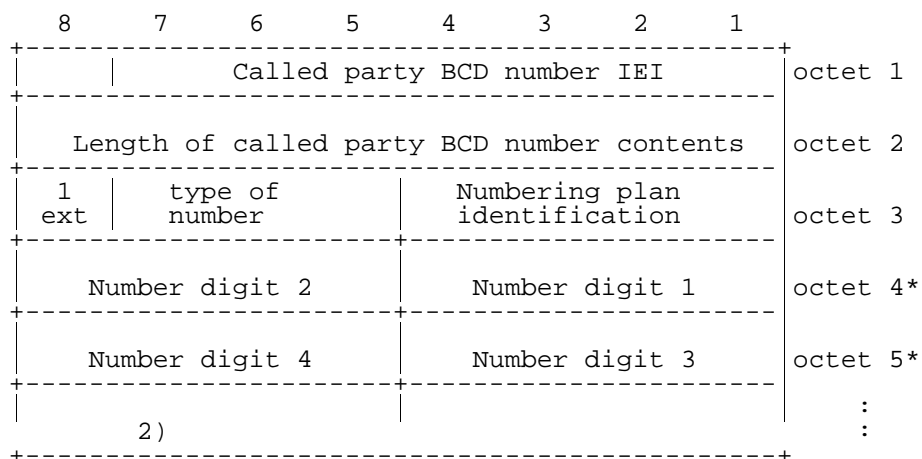 8 7 6 5 4 3 2 1
Called party BCD number IEI octet 1
Length of called party BCD number contents octet 2
1 type of Numbering plan
ext number identification octet 3
Number digit 2 Number digit 1 octet 4*
Number digit 4 Number digit 3 octet 5*
:
2) :